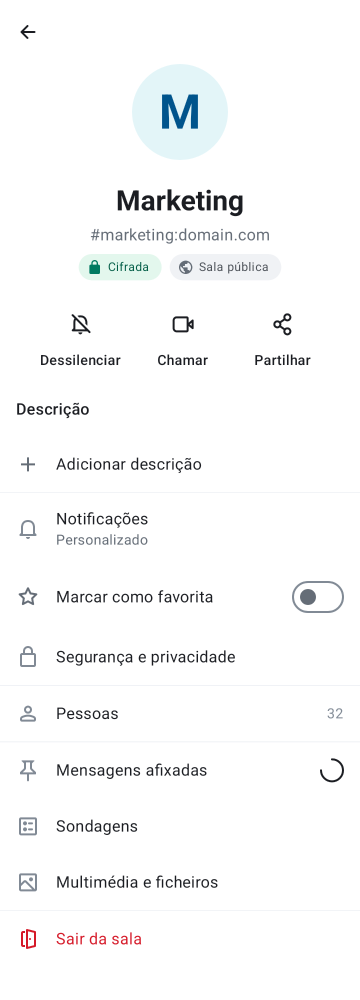 M
Marketing
#marketing:domain.com
Cifrada
Sala pública
Dessilenciar
Chamar
Partilhar
Descrição
Adicionar descrição
Notificações
Personalizado
Marcar como favorita
Segurança e privacidade
Pessoas
32
Mensagens afixadas
Sondagens
Multimédia e ficheiros
Sair da sala